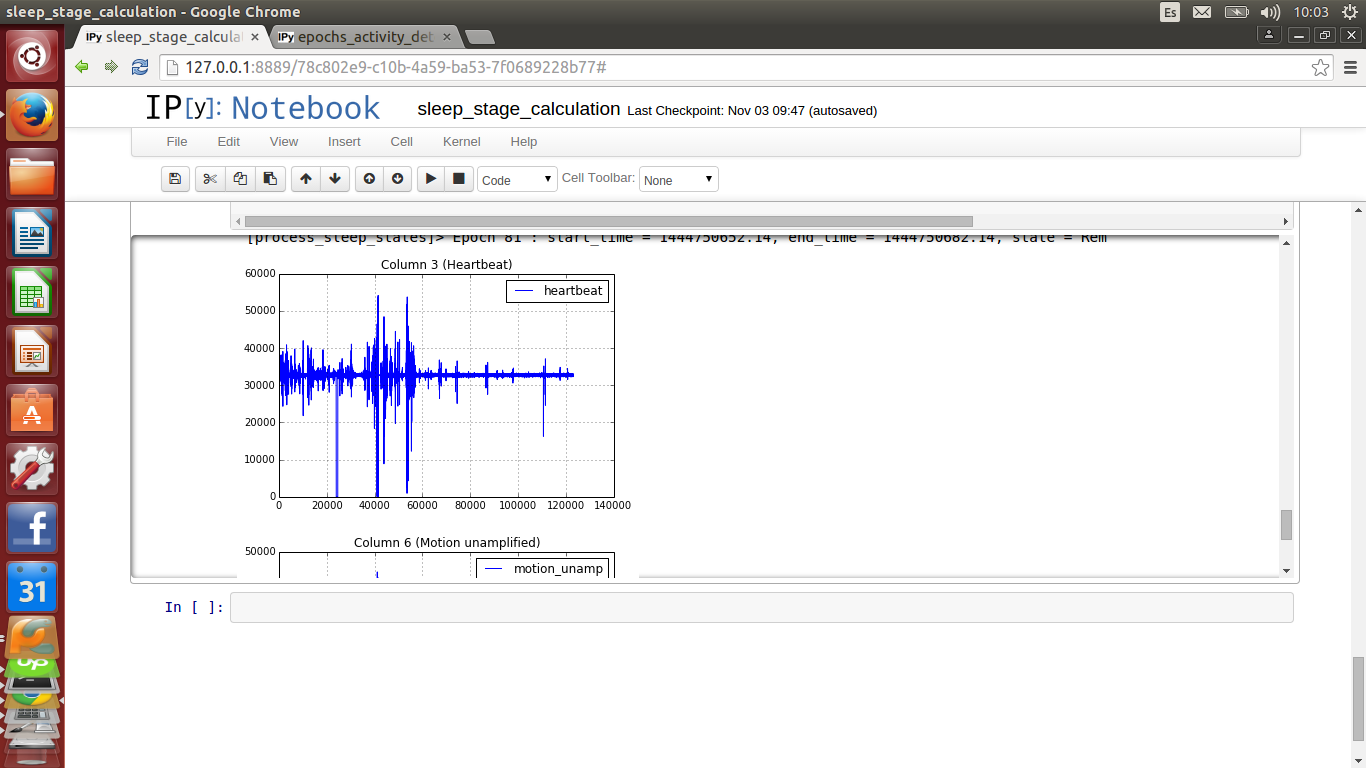 sleep_stage_calculation - Google Chrome
Es
10:03
IPy sleep_stage_calcula
IPy epochs_activity_det
127.0.0.1:8889/78c802e9-c10b-4a59-ba53-7f0689228b77#
IP[y]: Notebook
sleep_stage_calculation Last Checkpoint: Nov 03 09:47 (autosaved)
File Edit View Insert Cell Kernel Help
Code
Cell Toolbar: None
[process_sleep_states]> Epoch 81 : start_time = 1444750652.14, end_time = 1444750682.14, state = Rem
Column 3 (Heartbeat)
heartbeat
60000
50000
40000
30000
20000
10000
0
0 20000 40000 60000 80000 100000 120000 140000
Column 6 (Motion unamplified)
50000
motion_unamp
In [ ]:
31
up